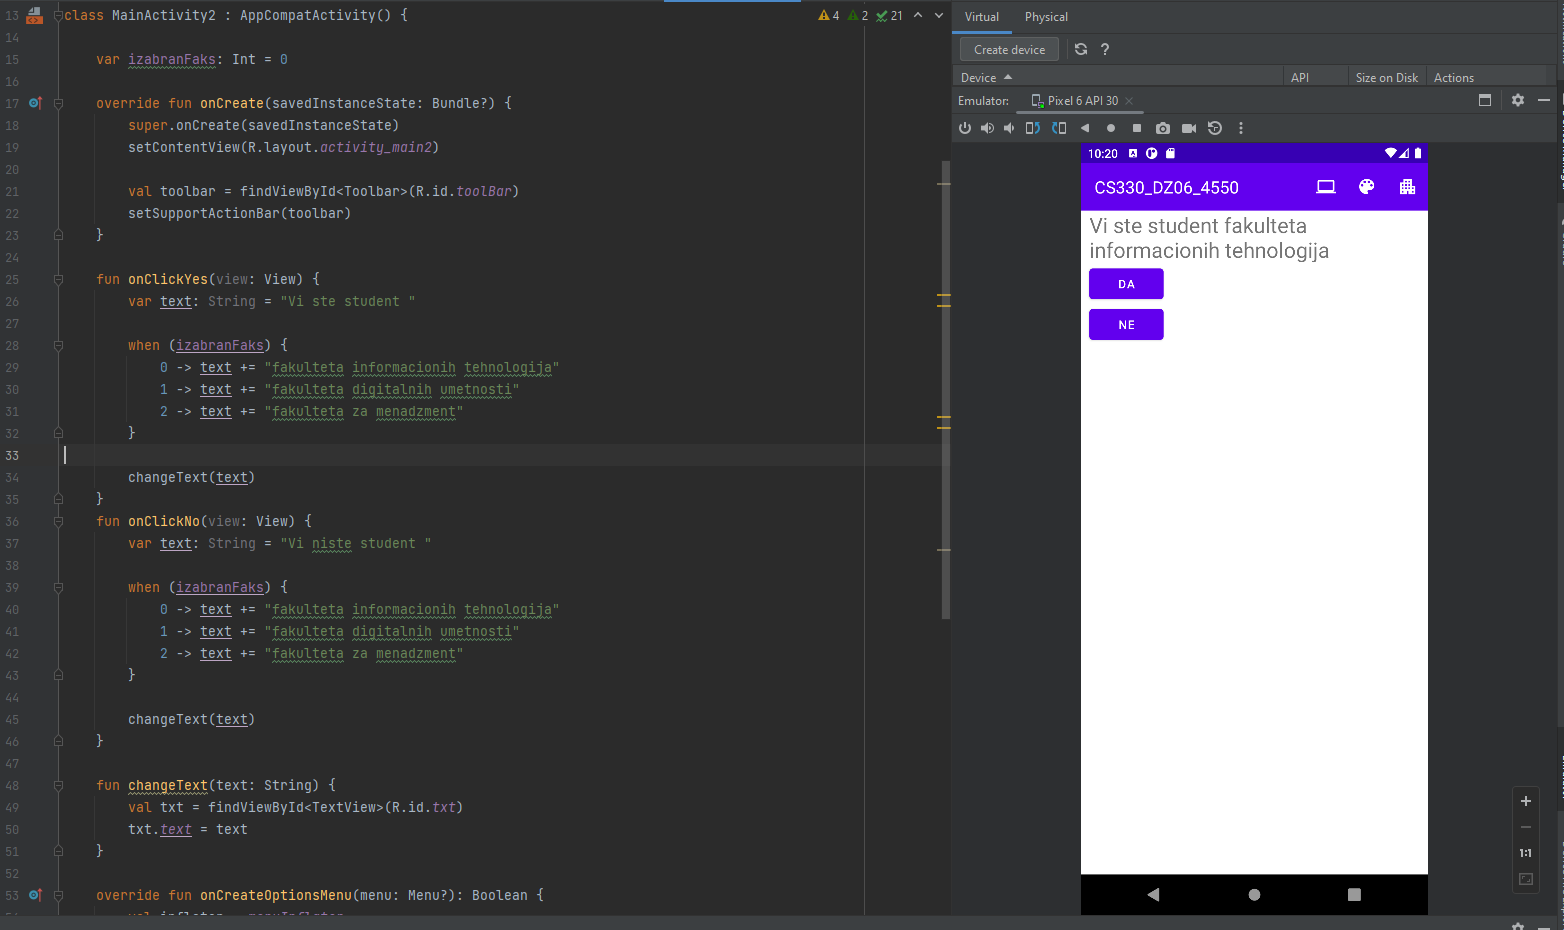 13 class MainActivity2 : AppCompatActivity() { 4 2 21
14
15 var izabranFaks: Int = 0
16
17 override fun onCreate(savedInstanceState: Bundle?) {
18 super.onCreate(savedInstanceState)
19 setContentView(R.layout.activity_main2)
20
21 val toolbar = findViewById<Toolbar>(R.id.toolBar)
22 setSupportActionBar(toolbar)
23 }
24
25 fun onClickYes(view: View) {
26 var text: String = "Vi ste student "
27
28 when (izabranFaks) {
29 0 -> text += "fakulteta informacionih tehnologija"
30 1 -> text += "fakulteta digitalnih umetnosti"
31 2 -> text += "fakulteta za menadzment"
32 }
33
34 changeText(text)
35 }
36 fun onClickNo(view: View) {
37 var text: String = "Vi niste student "
38
39 when (izabranFaks) {
40 0 -> text += "fakulteta informacionih tehnologija"
41 1 -> text += "fakulteta digitalnih umetnosti"
42 2 -> text += "fakulteta za menadzment"
43 }
44
45 changeText(text)
46 }
47
48 fun changeText(text: String) {
49 val txt = findViewById<TextView>(R.id.txt)
50 txt.text = text
51 }
52
53 override fun onCreateOptionsMenu(menu: Menu?): Boolean {
Virtual Physical
Create device ?
Device API Size on Disk Actions
Emulator: Pixel 6 API 30
10:20
CS330_DZ06_4550
Vi ste student fakulteta
informacionih tehnologija
DA
NE
1:1